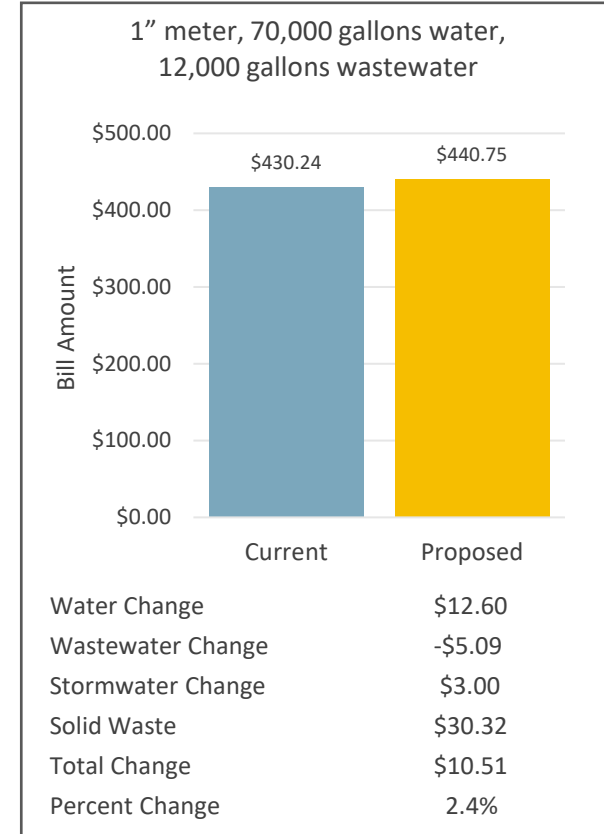 1” meter, 70,000 gallons water,
12,000 gallons wastewater
$500.00
$430.24
$440.75
$400.00
$300.00
Bill Amount
$200.00
$100.00
$0.00
Current Proposed
Water Change $12.60
Wastewater Change -$5.09
Stormwater Change $3.00
Solid Waste $30.32
Total Change $10.51
Percent Change 2.4%